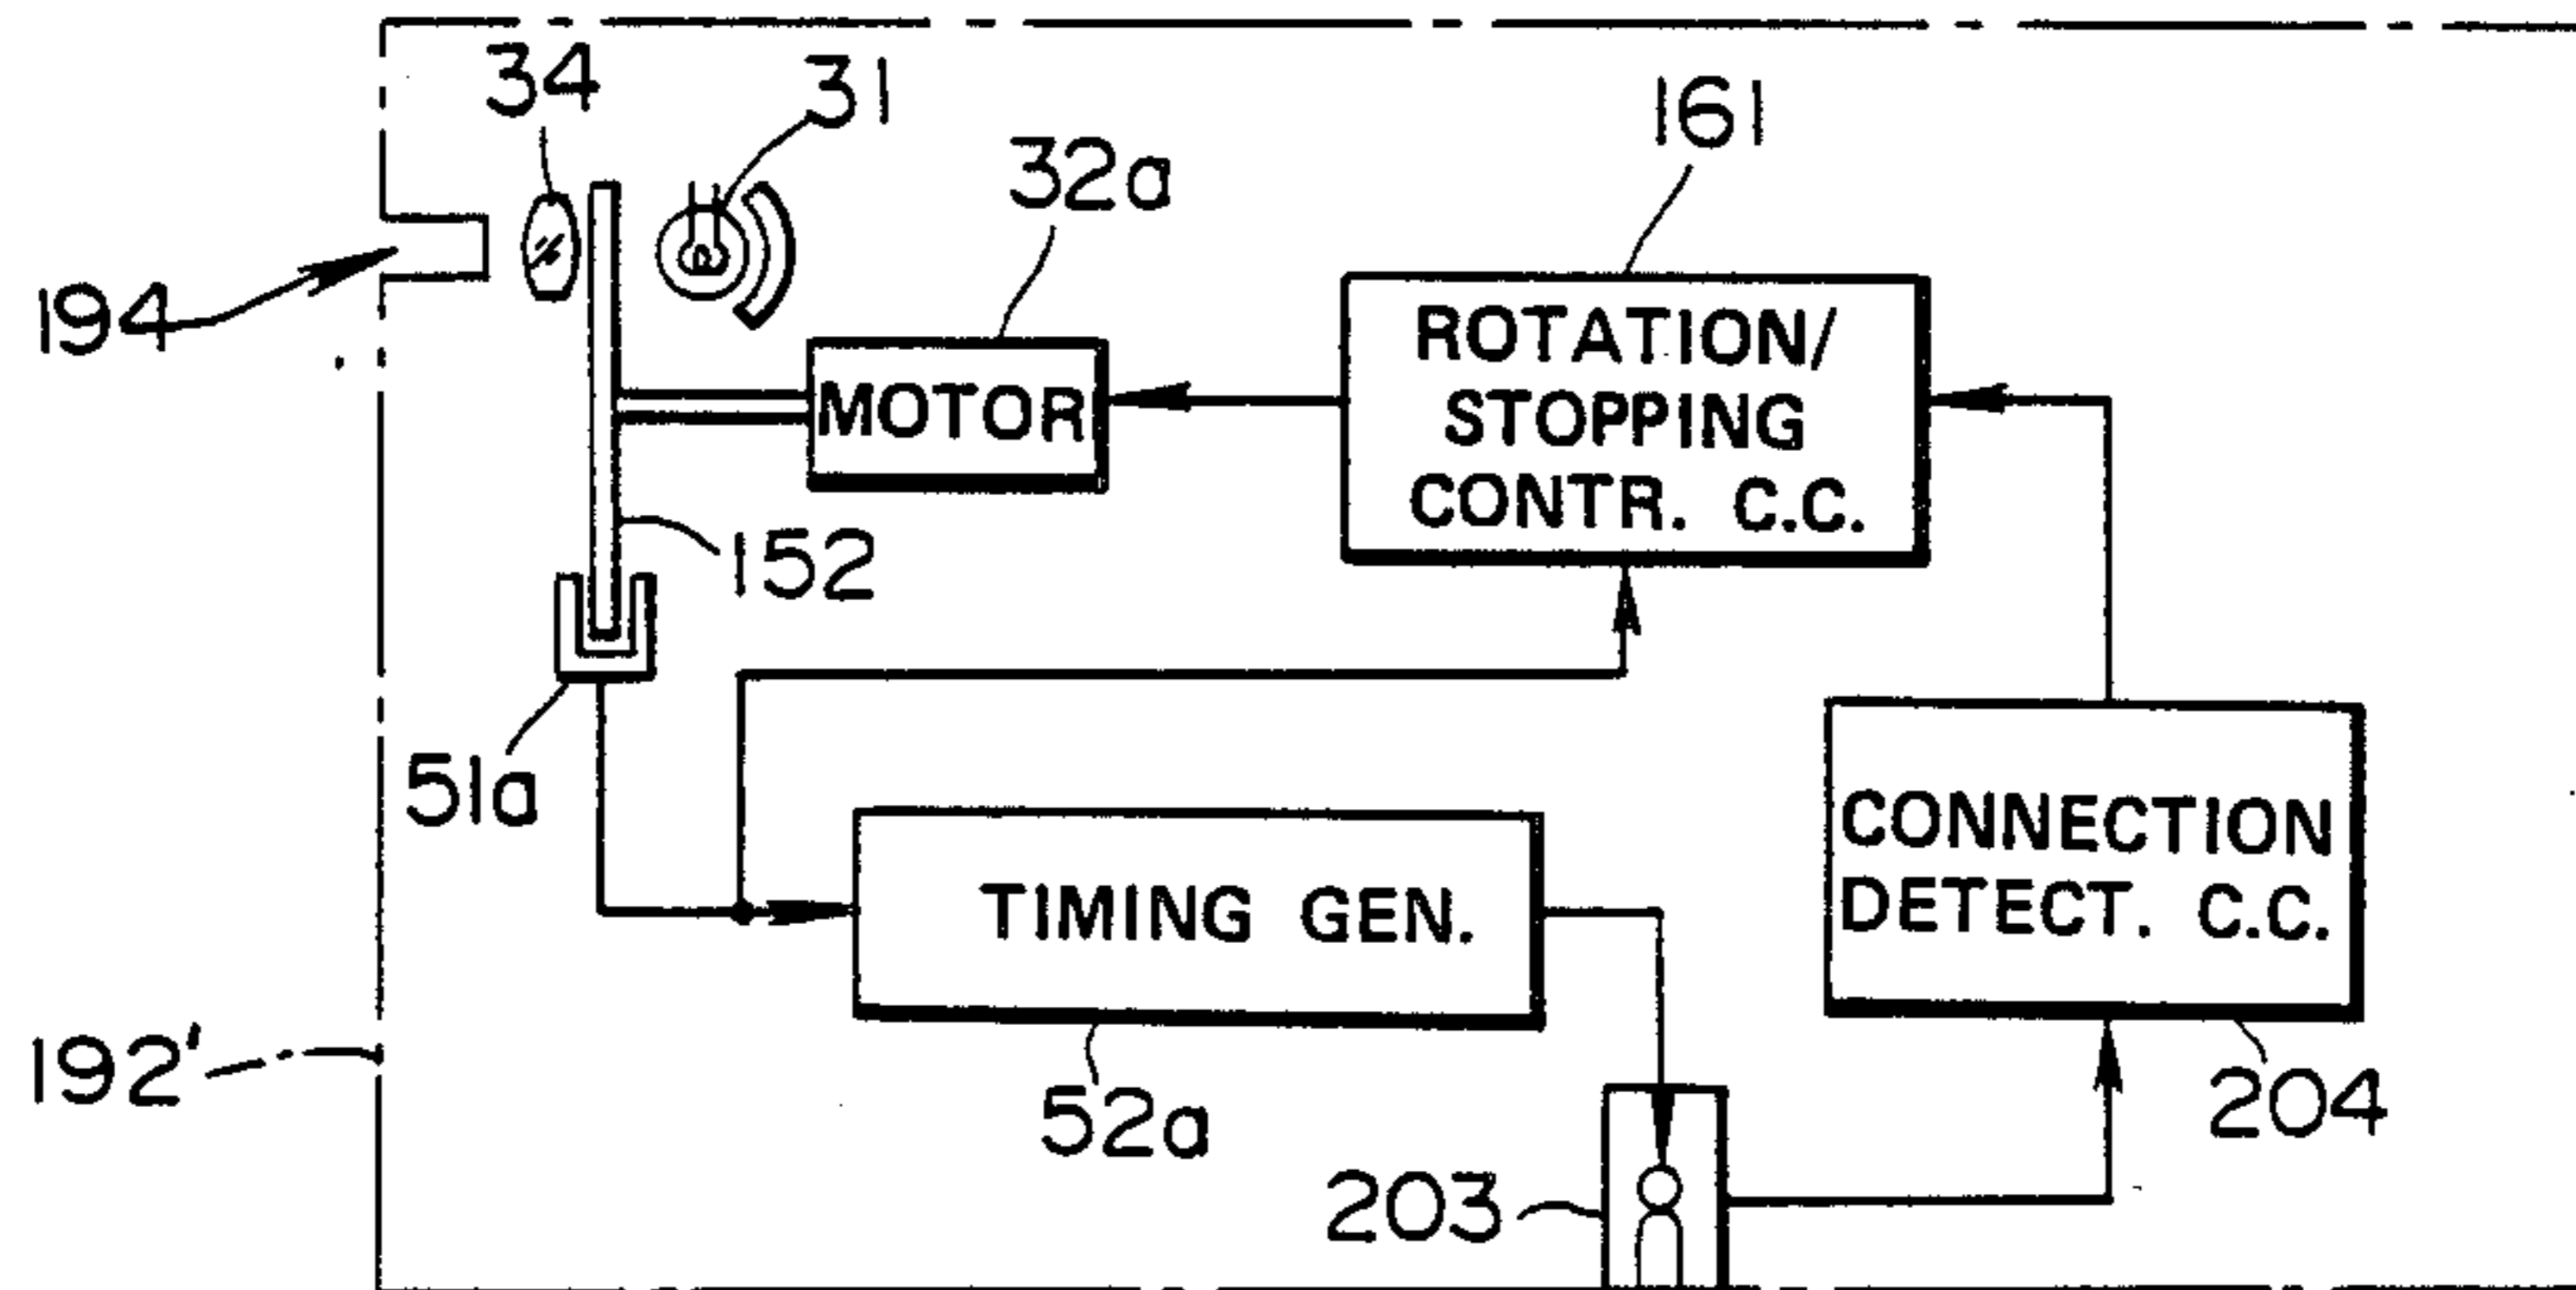 34
31
32a
161
194
ROTATION/
STOPPING
CONTR. C.C.
MOTOR
152
51a
CONNECTION
DETECT. C.C.
TIMING GEN.
192'
52a
204
203